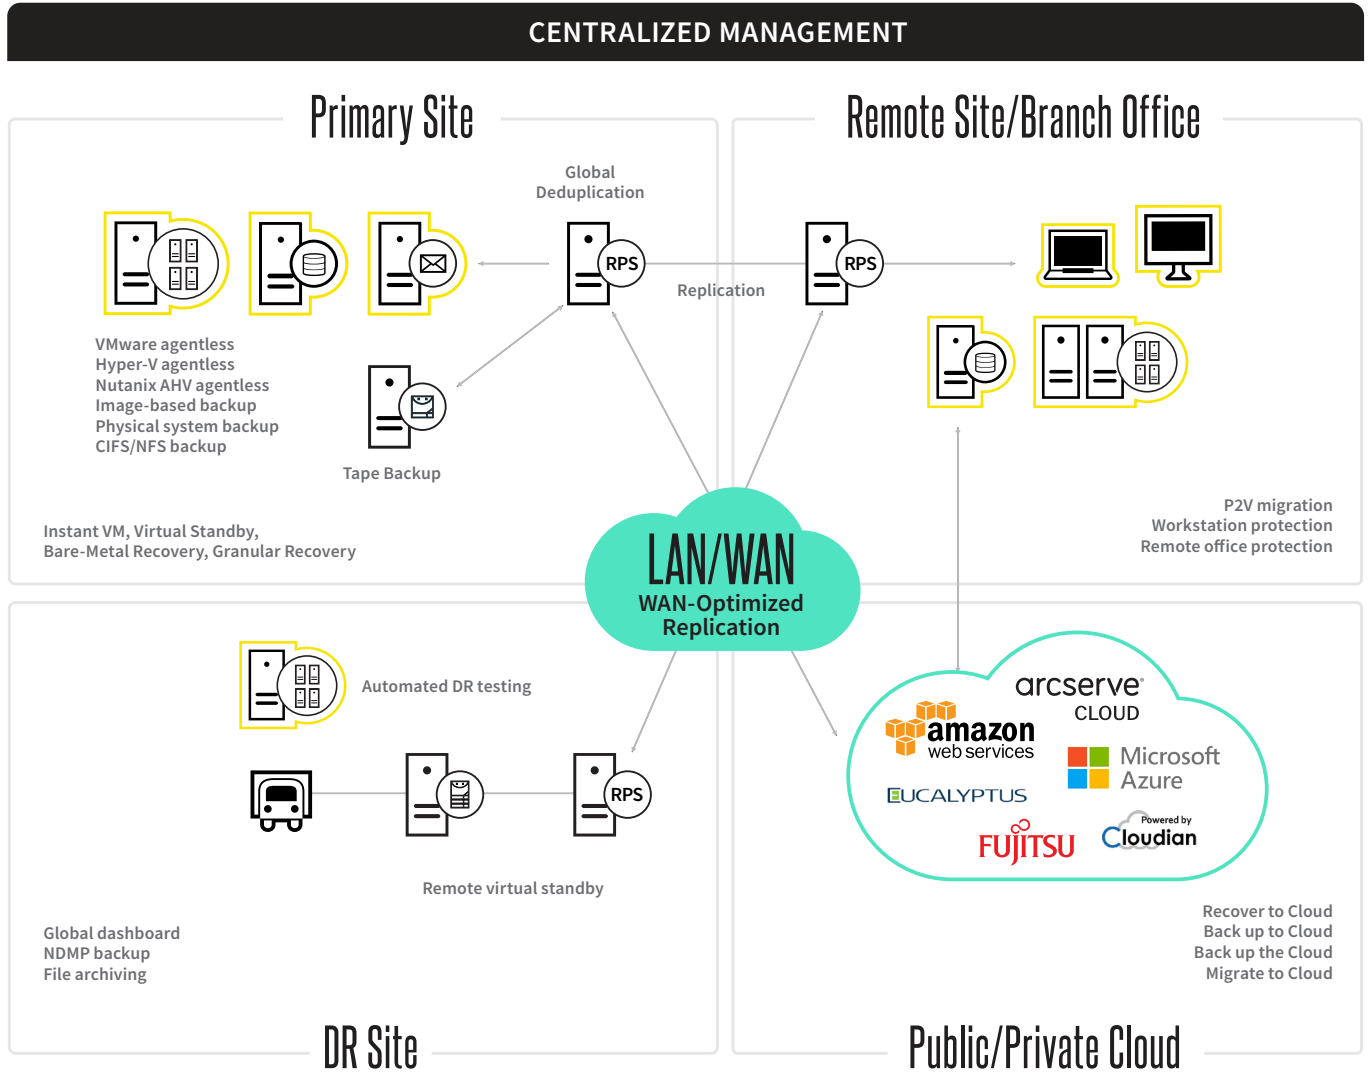 CENTRALIZED MANAGEMENT
Primary Site
Global
Deduplication
RPS
VMware agentless
Hyper-V agentless
Nutanix AHV agentless
Image-based backup
Physical system backup
CIFS/NFS backup
Tape Backup
Instant VM, Virtual Standby,
Bare-Metal Recovery, Granular Recovery
Replication
Remote Site/Branch Office
RPS
P2V migration
Workstation protection
Remote office protection
LAN/WAN
WAN-Optimized
Replication
Automated DR testing
RPS
Remote virtual standby
Global dashboard
NDMP backup
File archiving
DR Site
arcserve®
CLOUD
amazon
web services
Microsoft
Azure
EUCALYPTUS
FUJITSU
Powered by
Cloudian
Recover to Cloud
Back up to Cloud
Back up the Cloud
Migrate to Cloud
Public/Private Cloud